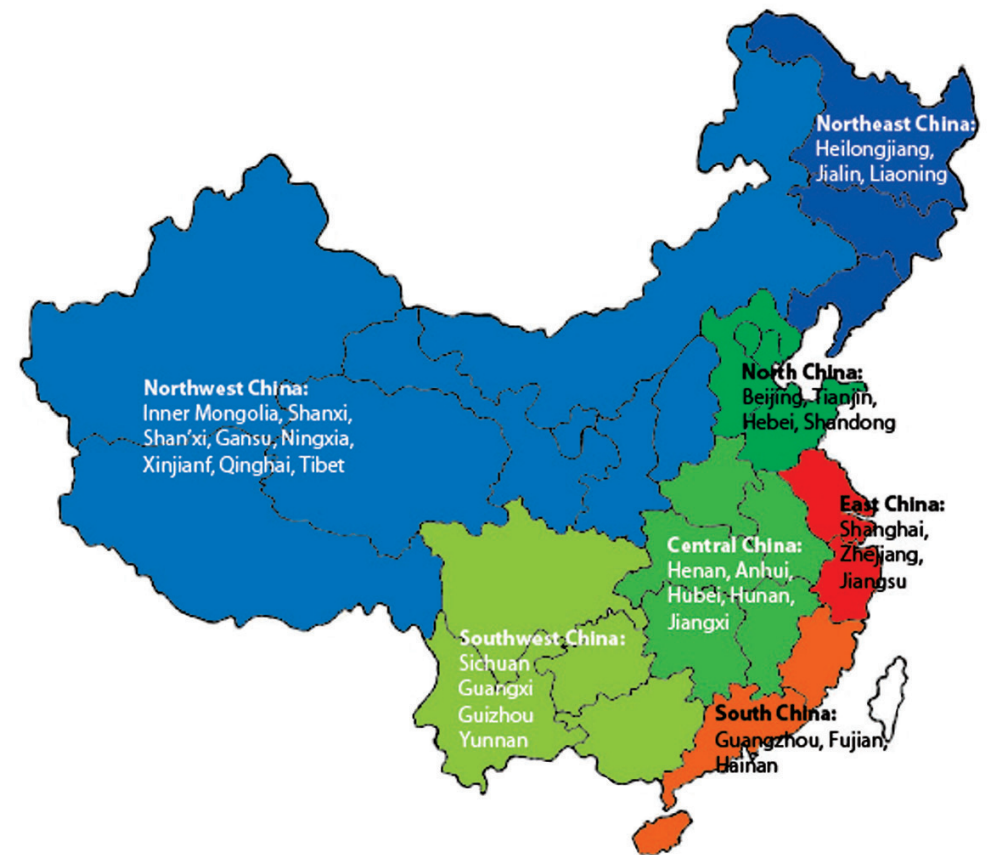 Northeast China:
Heilongjiang,
Jialin, Liaoning
North China:
Beijing, Tianjin,
Hebei, Shandong
Northwest China:
Inner Mongolia, Shanxi,
Shan'xi, Gansu, Ningxia,
Xinjianf, Qinghai, Tibet
East China:
Shanghai,
Zhejjang,
Jiangsu
Central China:
Henan, Anhui,
Hubei, Hunan,
Jiangxi
Southwest China:
Sichuan
Guangxi
Guizhou
Yunnan
South China:
Guangzhou, Fujian,
Hainan